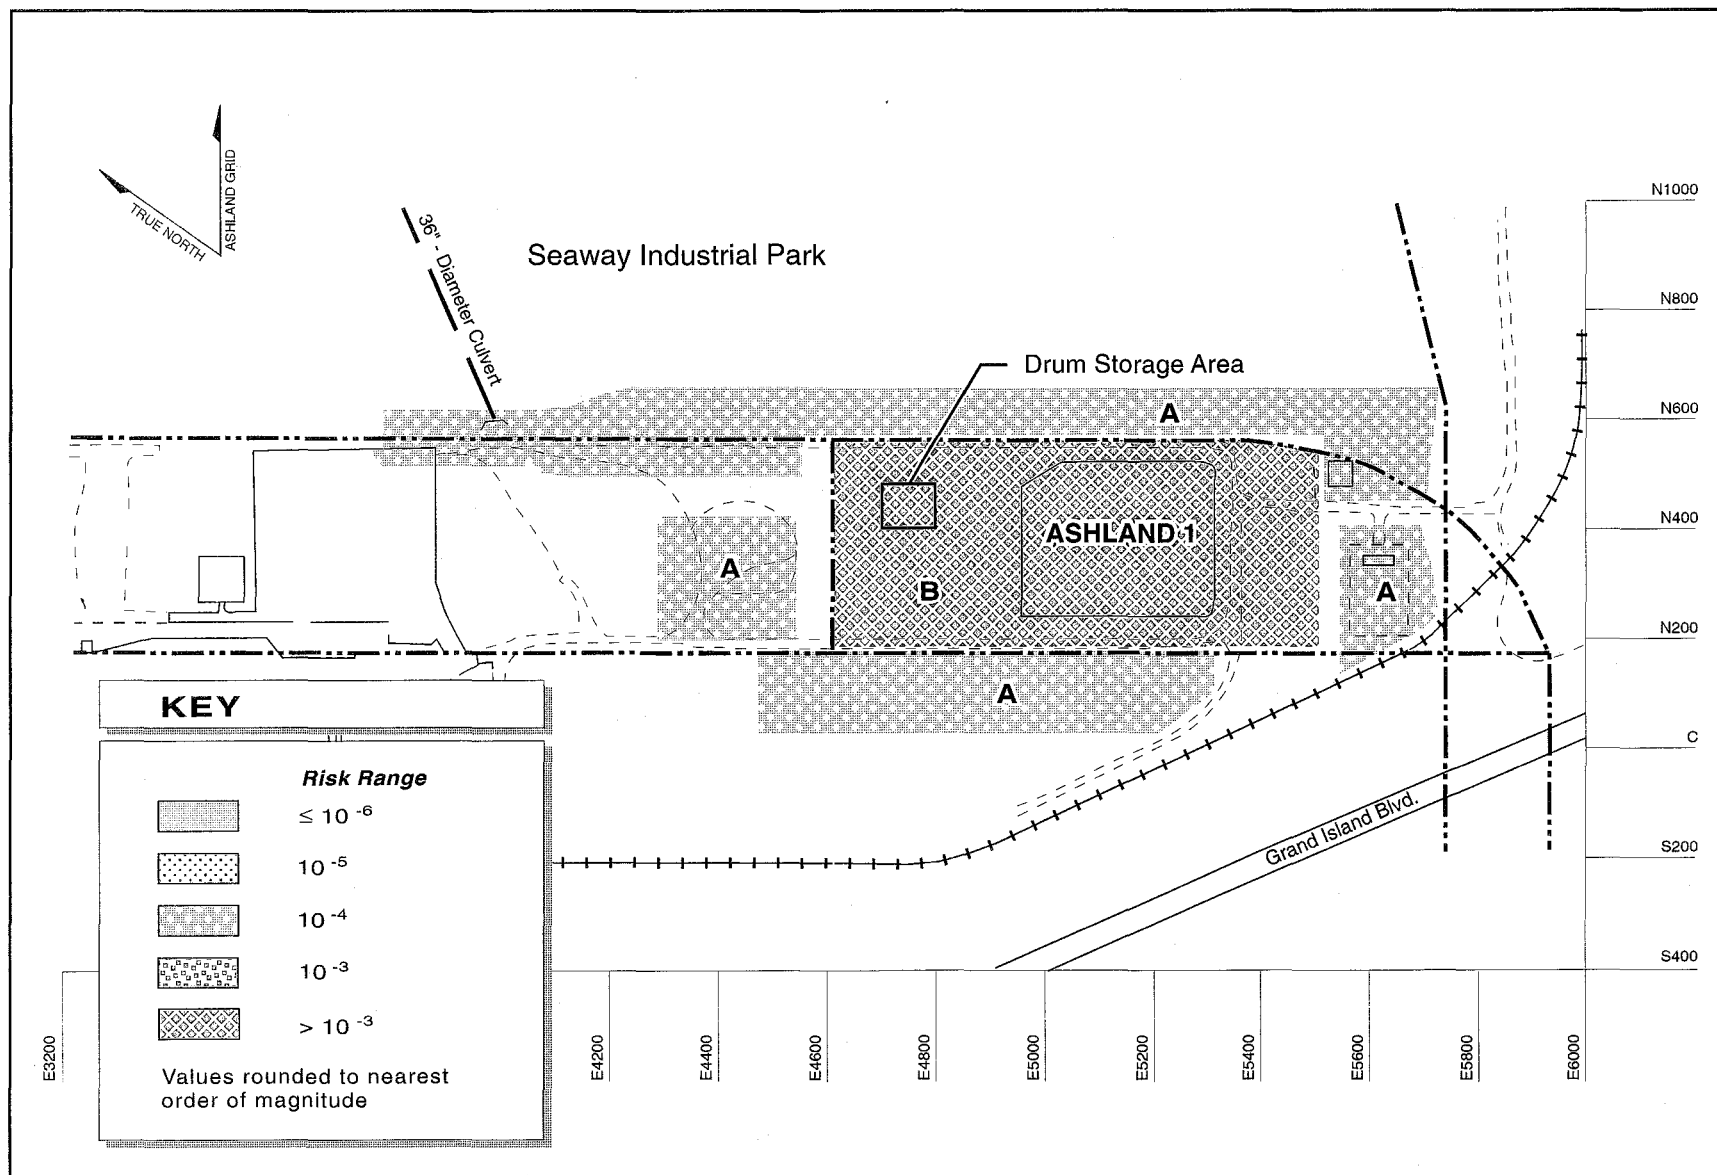 N1000
TRUE NORTH
ASHLAND GRID
36" - Diameter Culvert
Seaway Industrial Park
N800
Drum Storage Area
A
N600
ASHLAND 1
N400
A
B
A
N200
A
KEY
C
Risk Range
≤ 10 -6
10 -5
10 -4
10 -3
> 10 -3
Values rounded to nearest
order of magnitude
Grand Island Blvd.
S200
S400
E3200
E4200
E4400
E4600
E4800
E5000
E5200
E5400
E5600
E5800
E6000